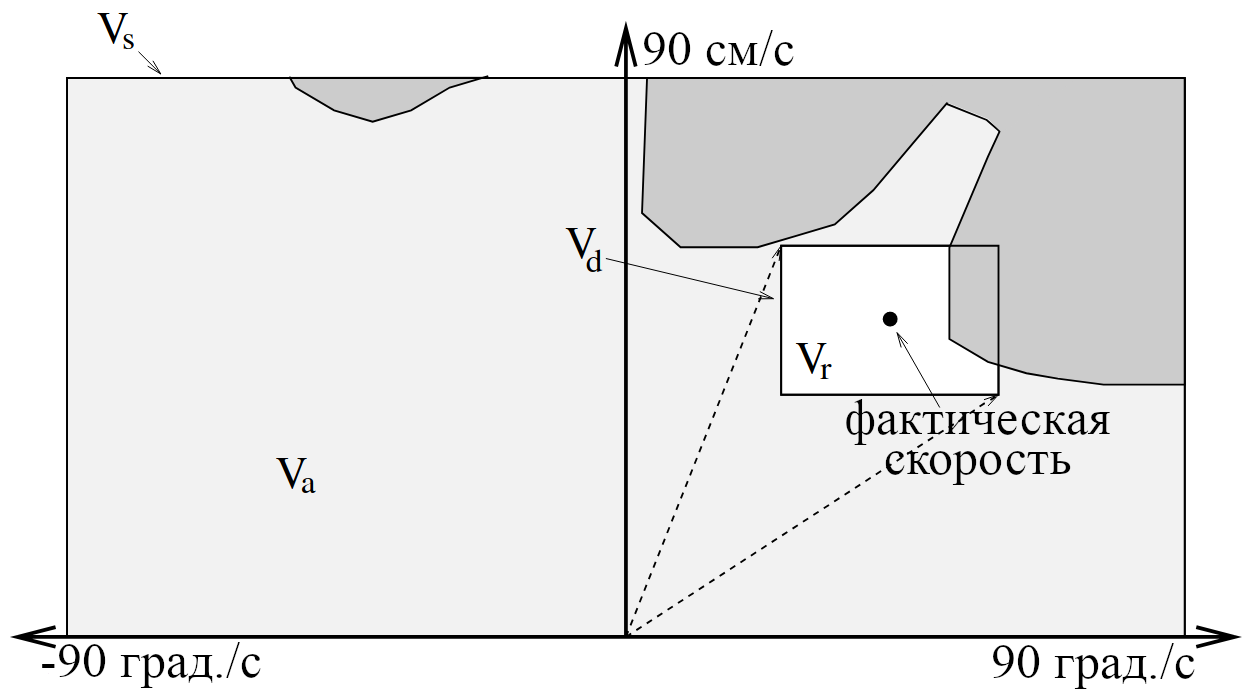 Vs
90 см/с
Vd
Vr
фактическая
скорость
Va
-90 град./с
90 град./с